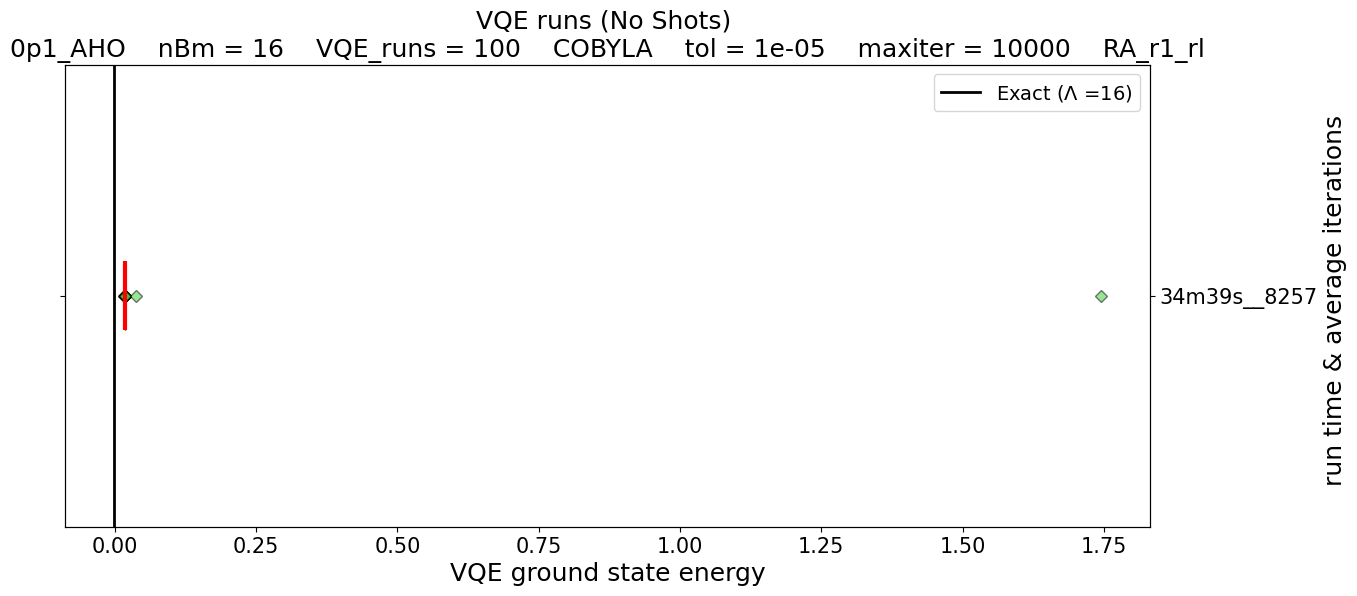 VQE runs (No Shots)
0p1_AHO nBm = 16 VQE_runs = 100 COBYLA tol = 1e-05 maxiter = 10000 RA_r1_rl
Exact (Λ =16)
34m39s__8257
run time & average iterations
0.00 0.25 0.50 0.75 1.00 1.25 1.50 1.75
VQE ground state energy